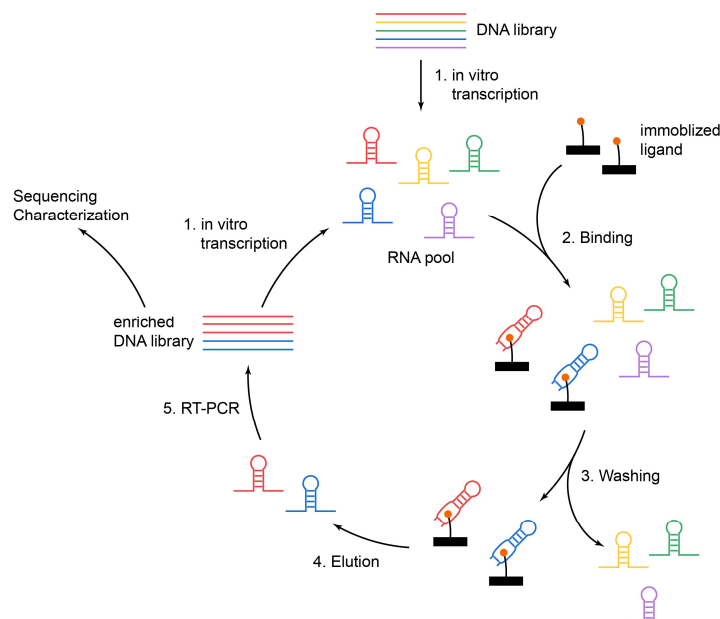 DNA library
1. in vitro
transcription
immoblized
ligand
Sequencing
Characterization
1. in vitro
transcription
2. Binding
RNA pool
enriched
DNA library
5. RT-PCR
3. Washing
4. Elution